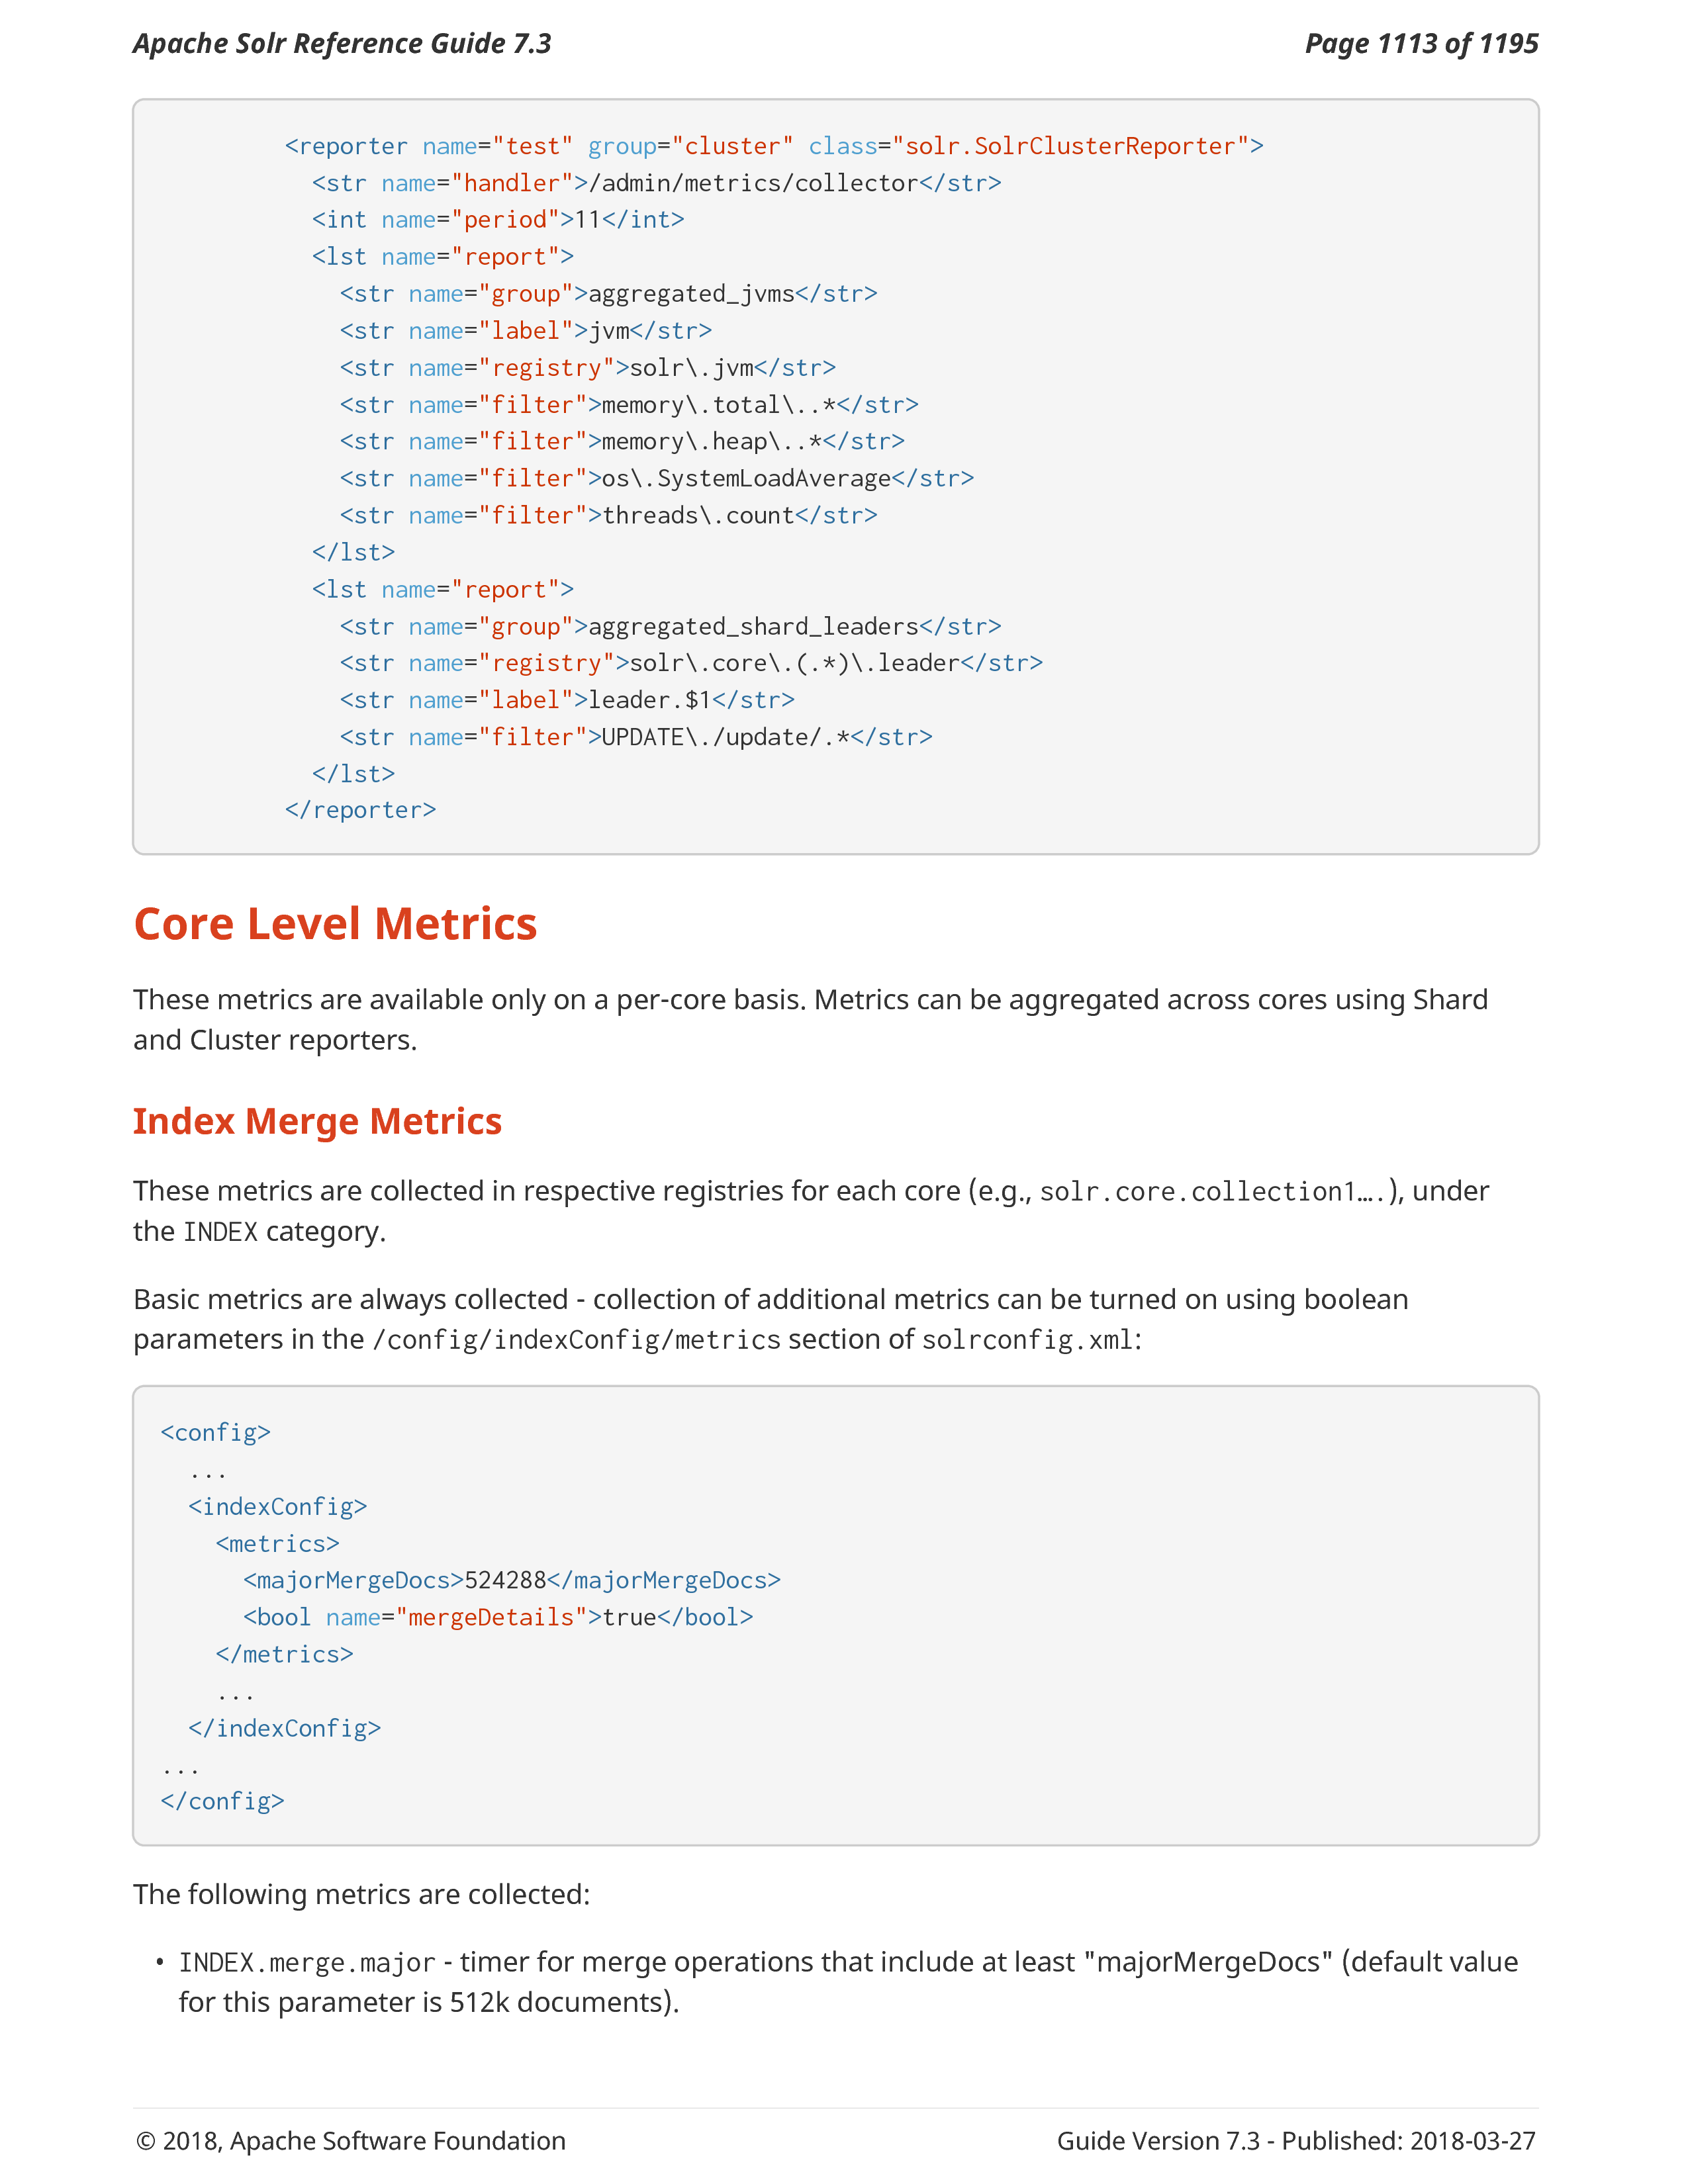 Apache Solr Reference Guide 7.3
Page 1113 of 1195
<reporter name="test" group="cluster" class="solr.SolrClusterReporter">
<str name="handler">/admin/metrics/collector</str>
<int name="period">11</int>
<lst name="report">
<str name="group">aggregated_jvms</str>
<str name="label">jvm</str>
<str name="registry">solr\.jvm</str>
<str name="filter">memory\.total\..*</str>
<str name="filter">memory\.heap\..*</str>
<str name="filter">os\.SystemLoadAverage</str>
<str name="filter">threads\.count</str>
</lst>
<lst name="report">
<str name="group">aggregated_shard_leaders</str>
<str name="registry">solr\.core\.(.*)\.leader</str>
<str name="label">leader.$1</str>
<str name="filter">UPDATE\./update/.*</str>
</lst>
</reporter>
Core Level Metrics
These metrics are available only on a per-core basis. Metrics can be aggregated across cores using Shard
and Cluster reporters.
Index Merge Metrics
These metrics are collected in respective registries for each core (e.g., solr.core.collection1….), under
the INDEX category.
Basic metrics are always collected - collection of additional metrics can be turned on using boolean
parameters in the /config/indexConfig/metrics section of solrconfig.xml:
<config>
...
<indexConfig>
<metrics>
<majorMergeDocs>524288</majorMergeDocs>
<bool name="mergeDetails">true</bool>
</metrics>
...
</indexConfig>
...
</config>
The following metrics are collected:
• INDEX.merge.major - timer for merge operations that include at least "majorMergeDocs" (default value
for this parameter is 512k documents).
© 2018, Apache Software Foundation
Guide Version 7.3 - Published: 2018-03-27